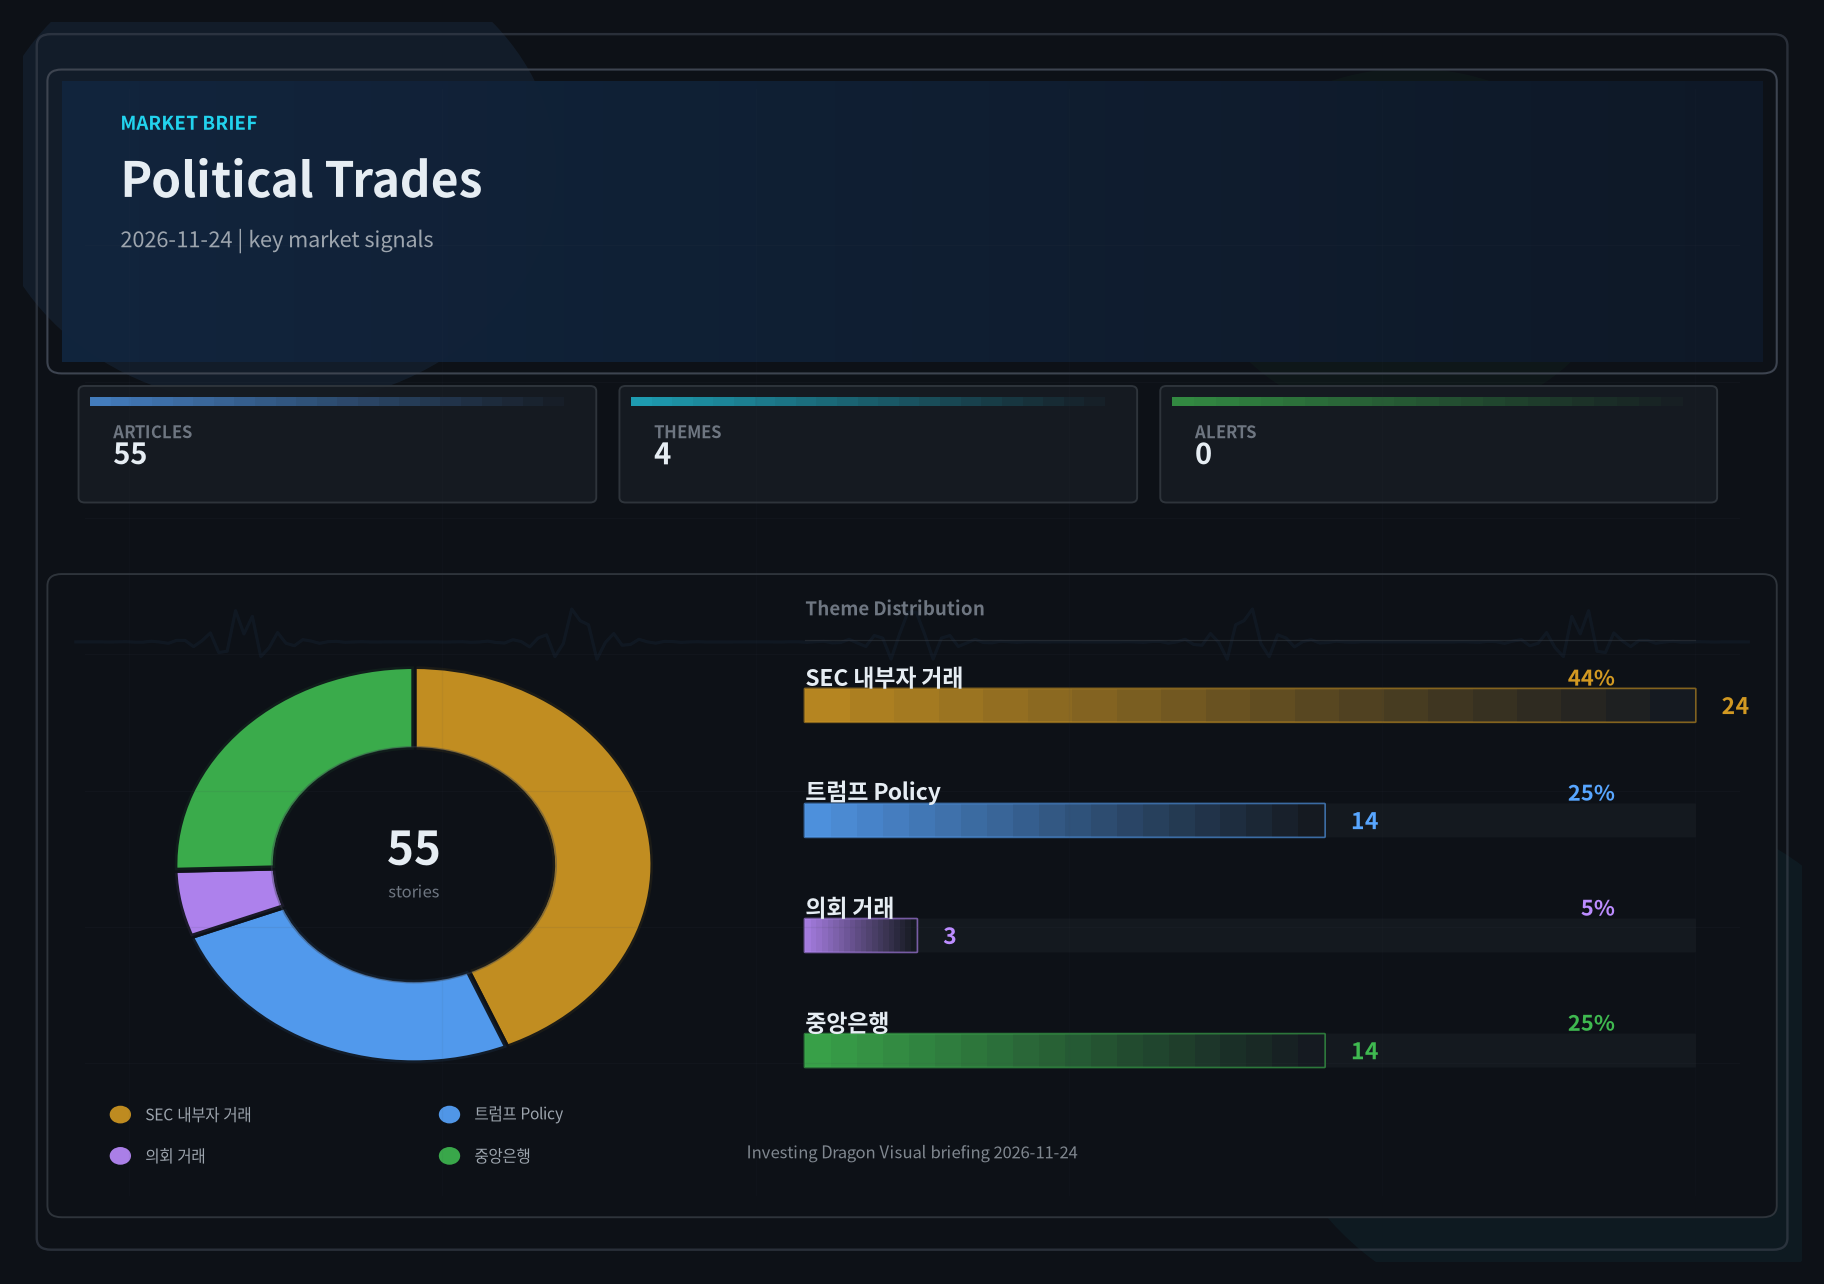 MARKET BRIEF
Political Trades
2026-11-24 | key market signals
ARTICLES
55
THEMES
4
ALERTS
0
Theme Distribution
SEC 내부자 거래 44%
24
트럼프 Policy 25%
14
의회 거래 5%
3
중앙은행 25%
14
55
stories
SEC 내부자 거래
트럼프 Policy
의회 거래
중앙은행
Investing Dragon Visual briefing 2026-11-24